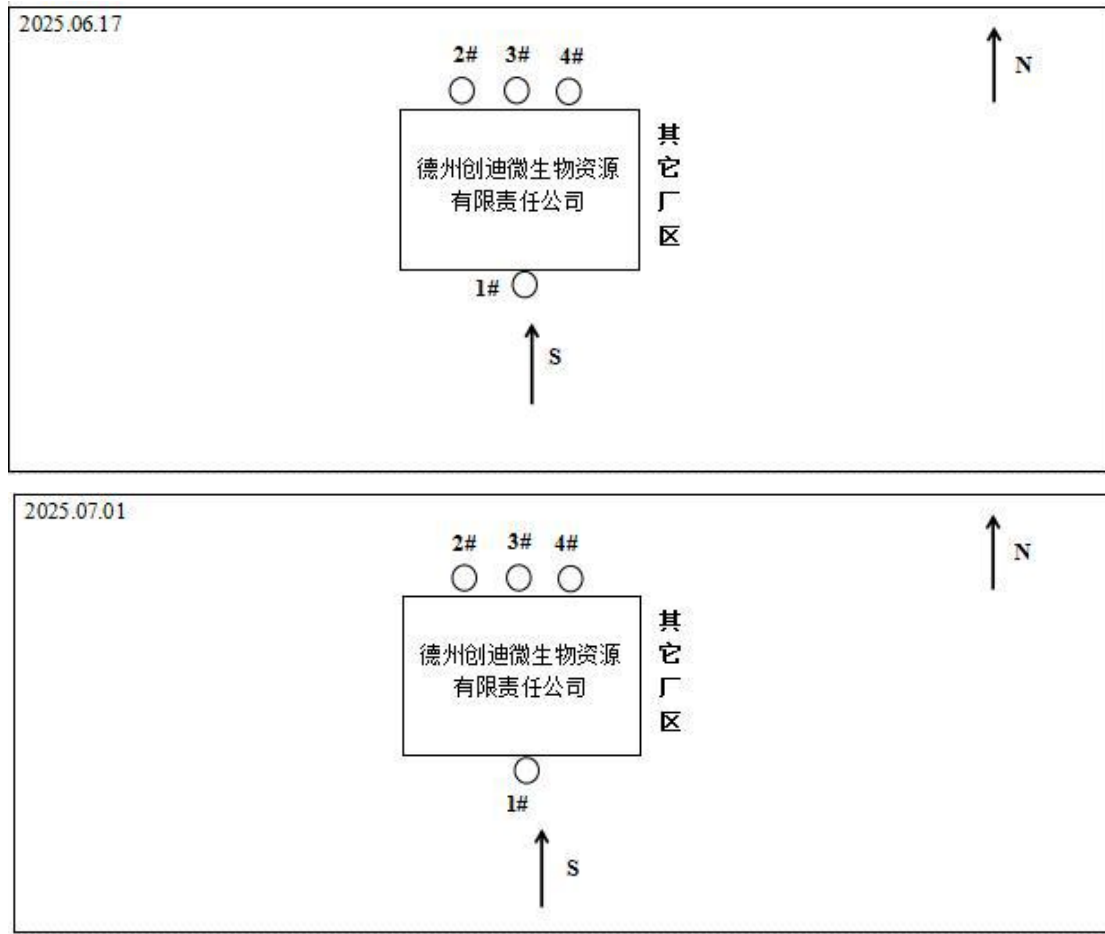 2025.06.17
2# 3# 4#
N
德州创迪微生物资源
有限责任公司
其它厂区
1#
S
2025.07.01
2# 3# 4#
N
德州创迪微生物资源
有限责任公司
其它厂区
1#
S